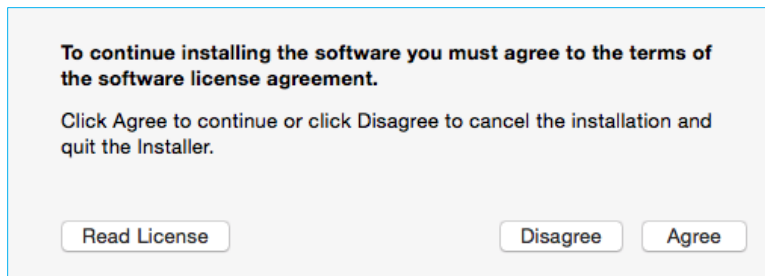 To continue installing the software you must agree to the terms of
the software license agreement.
Click Agree to continue or click Disagree to cancel the installation and
quit the Installer.
Read License
Disagree
Agree